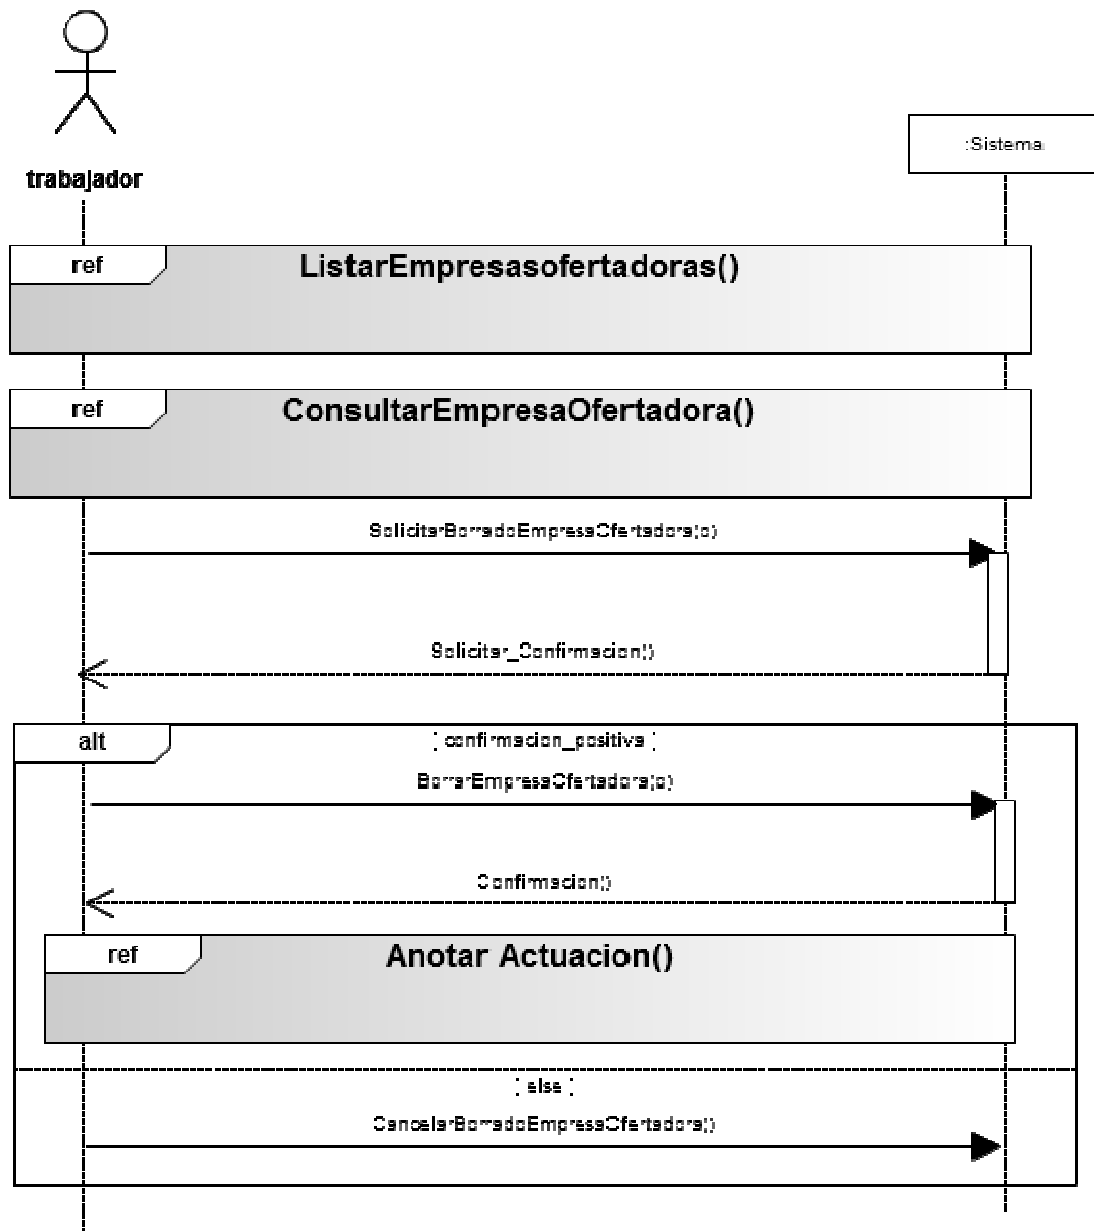 :Sistema
trabajador
ref
ListarEmpresasofertadoras()
ref
ConsultarEmpresaOfertadora()
SolicitarBorradoEmpresaOfertadora(e)
Solicitar_Confirmacion()
alt
[ confirmacion_positiva ]
BorrarEmpresaOfertadora(e)
Confirmacion()
ref
Anotar Actuacion()
[ else ]
CancelarBorradoEmpresaOfertadora()